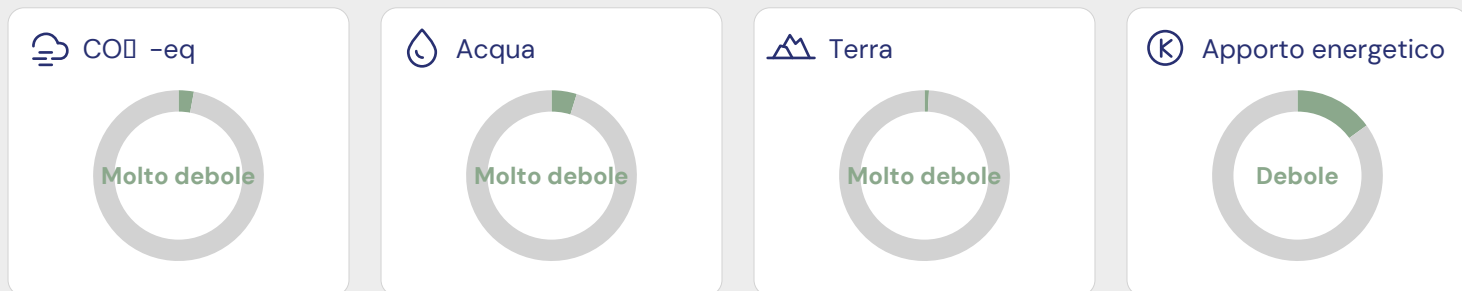 CO▯ -eq
Acqua
Terra
Apporto energetico
Molto debole
Molto debole
Molto debole
Debole